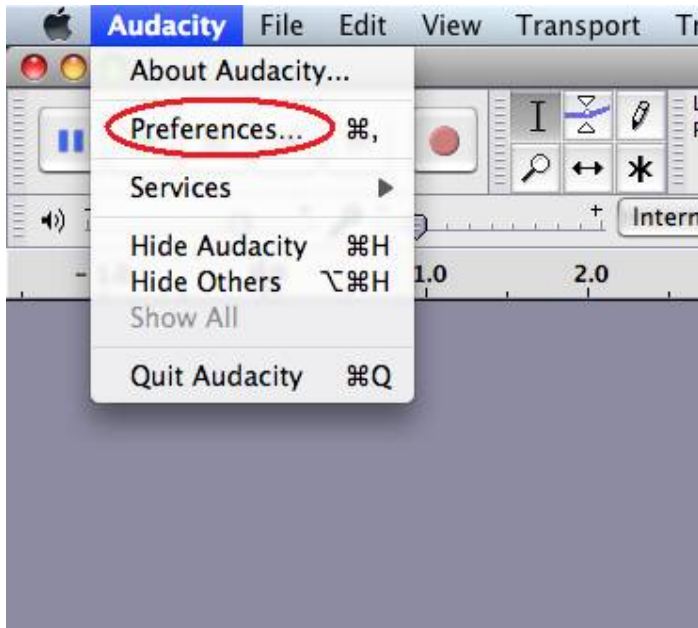 Audacity File Edit View Transport
About Audacity...
Preferences... ⌘,
Services ▶
Hide Audacity ⌘H
Hide Others ⌥⌘H
Show All
Quit Audacity ⌘Q
1.0 2.0